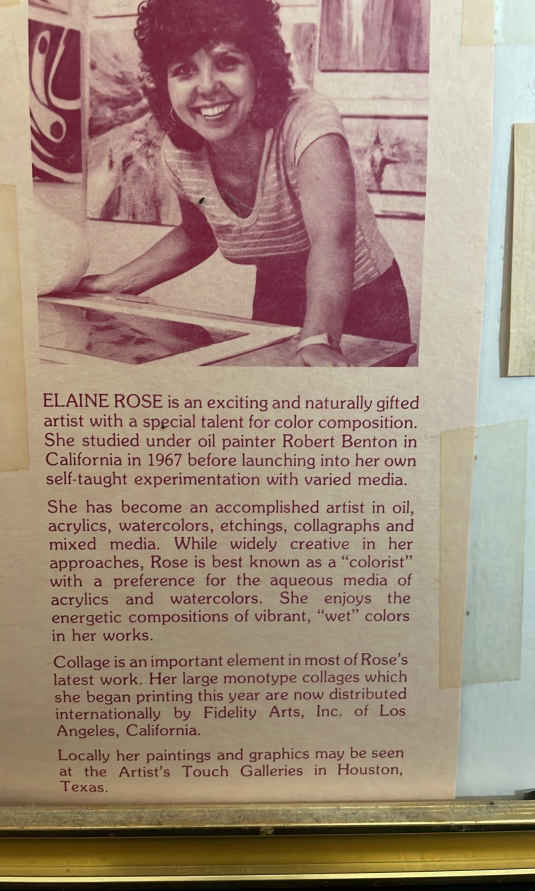 ELAINE ROSE is an exciting and naturally gifted
artist with a special talent for color composition.
She studied under oil painter Robert Benton in
California in 1967 before launching into her own
self-taught experimentation with varied media.
She has become an accomplished artist in oil,
acrylics, watercolors, etchings, collagraphs and
mixed media. While widely creative in her
approaches, Rose is best known as a “colorist”
with a preference for the aqueous media of
acrylics and watercolors. She enjoys the
energetic compositions of vibrant, “wet” colors
in her works.
Collage is an important element in most of Rose’s
latest work. Her large monotype collages which
she began printing this year are now distributed
internationally by Fidelity Arts, Inc. of Los
Angeles, California.
Locally her paintings and graphics may be seen
at the Artist’s Touch Galleries in Houston,
Texas.